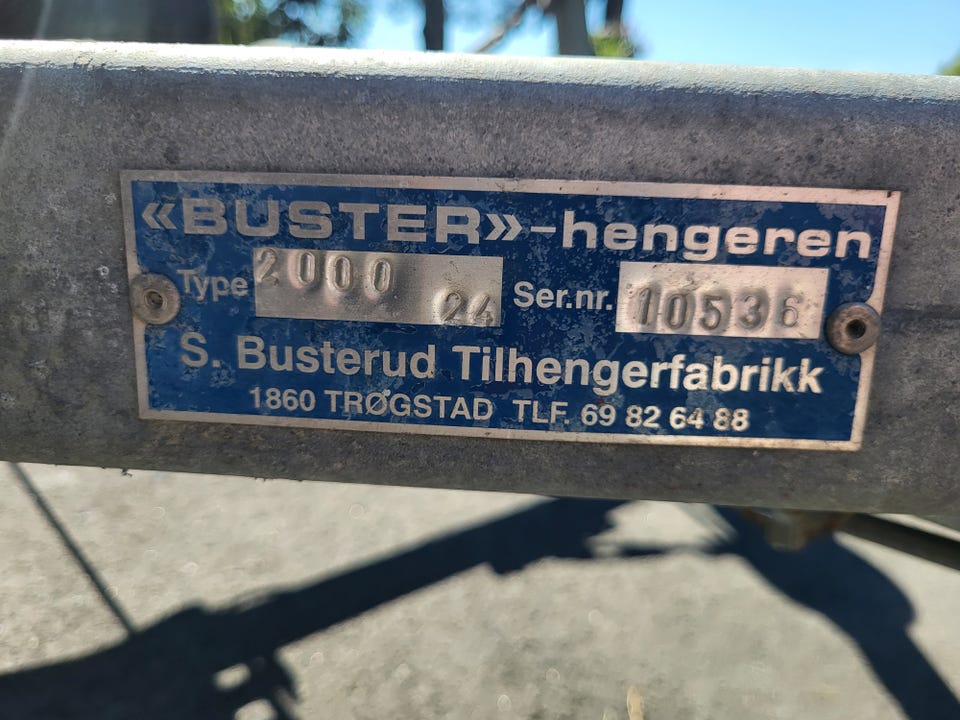 «BUSTER»-hengeren
Type 2000 24 Ser.nr. 10536
S. Busterud Tilhengerfabrikk
1860 TRØGSTAD TLF. 69 82 64 88